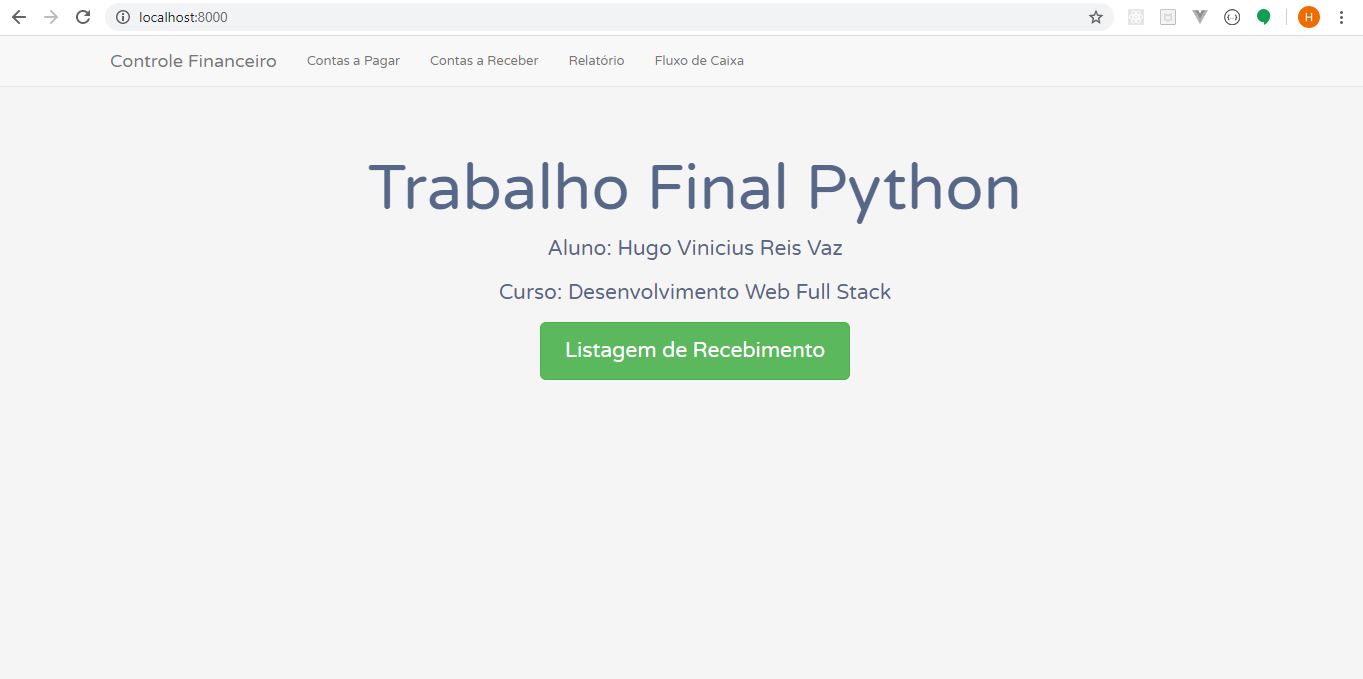 localhost:8000
H
Controle Financeiro Contas a Pagar Contas a Receber Relatório Fluxo de Caixa
Trabalho Final Python
Aluno: Hugo Vinicius Reis Vaz
Curso: Desenvolvimento Web Full Stack
Listagem de Recebimento